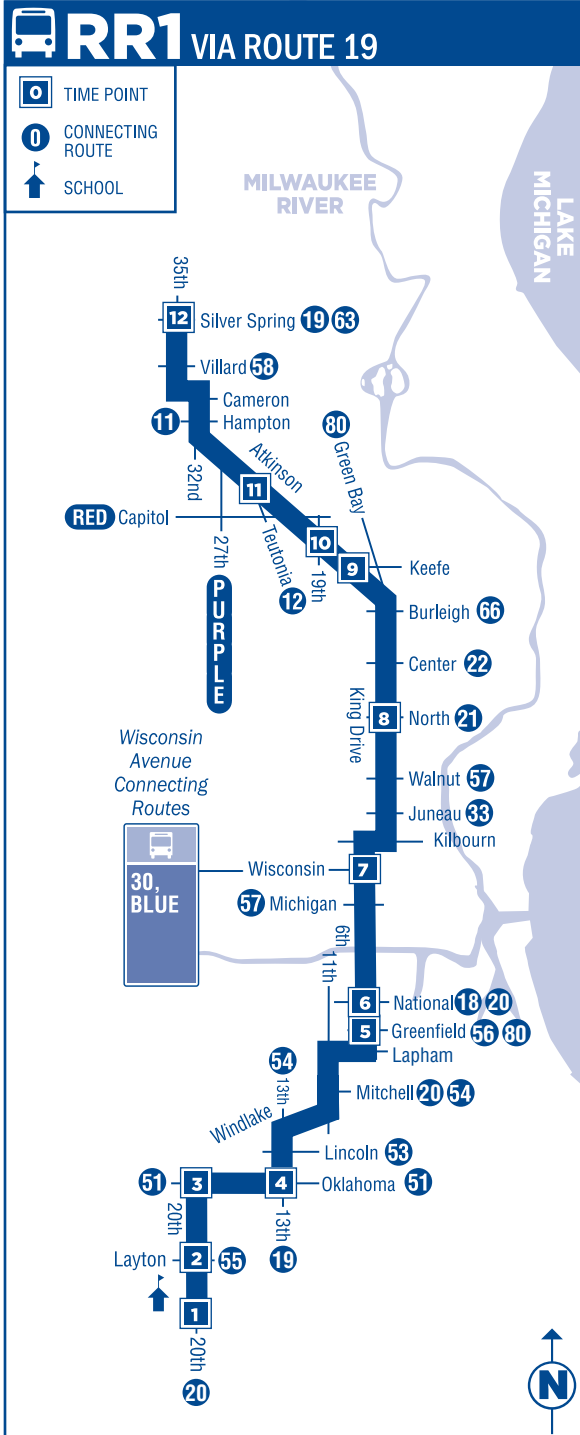 RR1 VIA ROUTE 19
0 TIME POINT
0 CONNECTING
ROUTE
SCHOOL
MILWAUKEE
RIVER
LAKE
MICHIGAN
35th
12 Silver Spring 19 63
Villard 58
Cameron
11 Hampton
80
Green Bay
Atkinson
32nd
11
RED Capitol
10
27th
Teutonia
12
19th
9 Keefe
PURPLE
Burleigh 66
Center 22
King Drive
8 North 21
Wisconsin
Avenue
Connecting
Routes
30,
BLUE
Walnut 57
Juneau 33
Kilbourn
Wisconsin 7
57 Michigan
6th
11th
6 National 18 20
5 Greenfield 56 80
Lapham
54
13th
Mitchell 20 54
Windlake
Lincoln 53
51 3
4 Oklahoma 51
20th
13th
19
Layton 2 55
1
20th
20
N